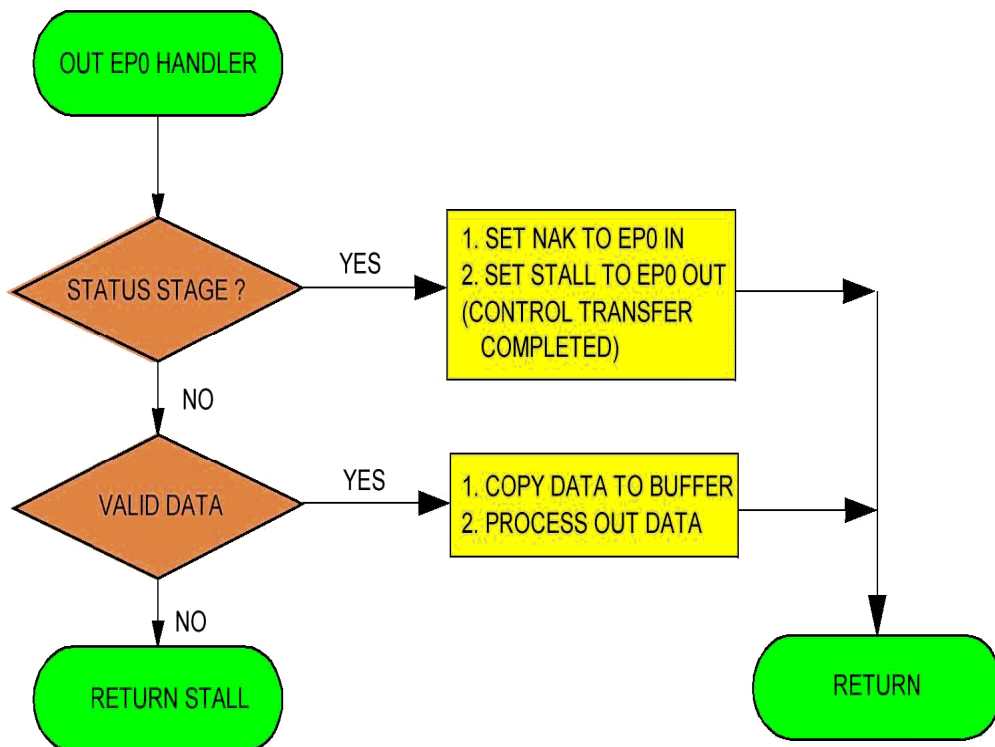 OUT EP0 HANDLER
STATUS STAGE ?
YES
1. SET NAK TO EP0 IN
2. SET STALL TO EP0 OUT
(CONTROL TRANSFER
COMPLETED)
NO
VALID DATA
YES
1. COPY DATA TO BUFFER
2. PROCESS OUT DATA
NO
RETURN STALL
RETURN